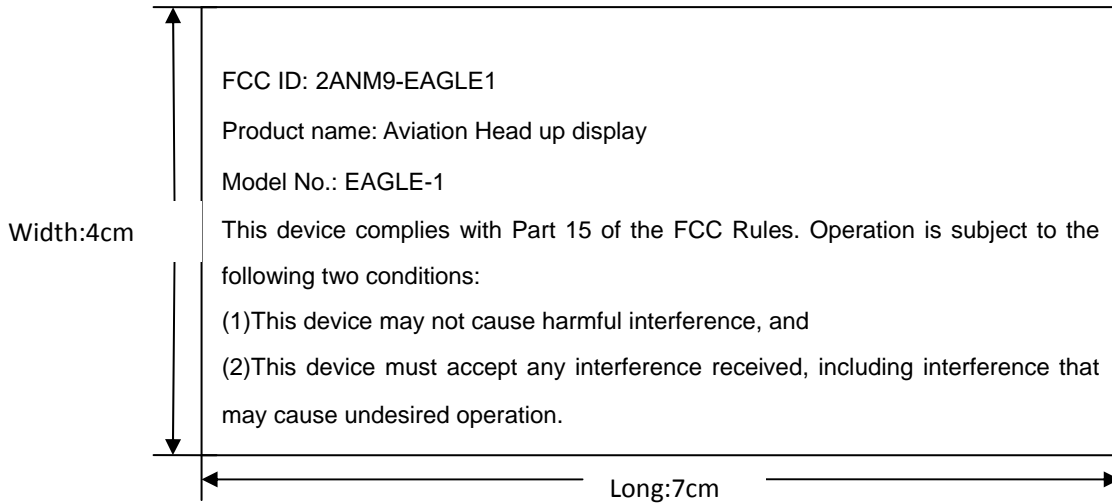 FCC ID: 2ANM9-EAGLE1
Product name: Aviation Head up display
Model No.: EAGLE-1
Width:4cm
This device complies with Part 15 of the FCC Rules. Operation is subject to the
following two conditions:
(1)This device may not cause harmful interference, and
(2)This device must accept any interference received, including interference that
may cause undesired operation.
Long:7cm